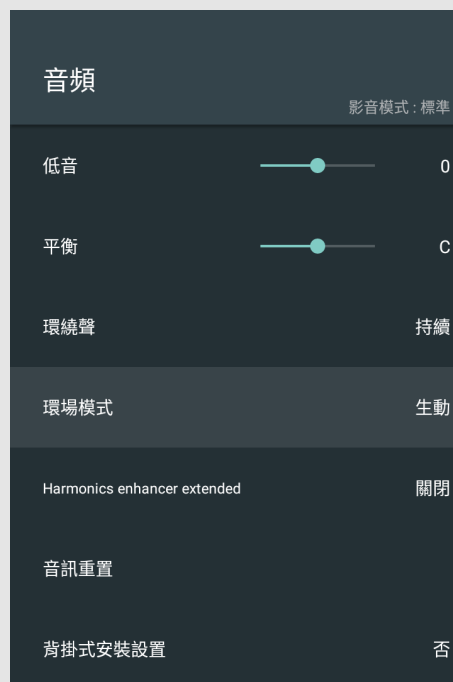 音頻
影音模式 : 標準
低音 0
平衡 C
環繞聲 持續
環場模式 生動
Harmonics enhancer extended 關閉
音訊重置
背掛式安裝設置 否